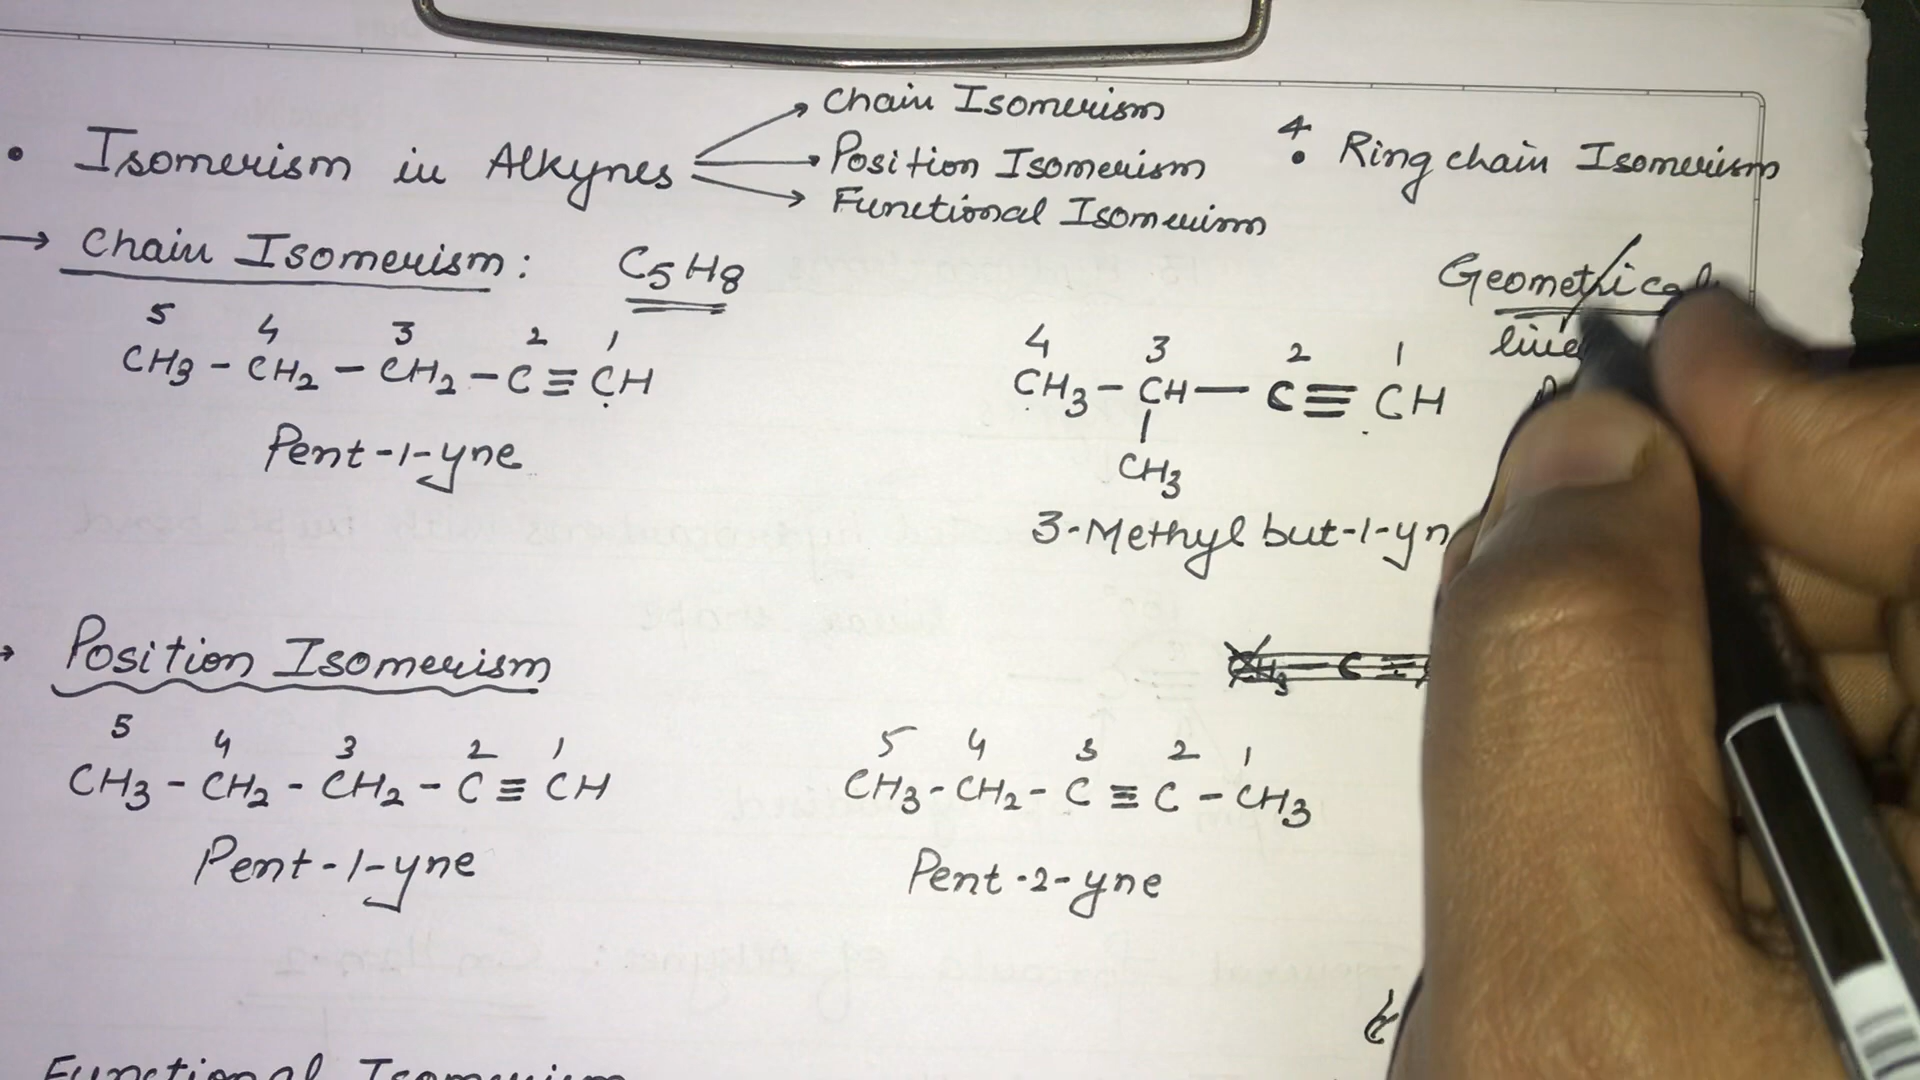 Chain Isomerism
• Isomerism in Alkynes
Position Isomerism
Functional Isomerism
4. Ring chain Isomerism
→ Chain Isomerism: C5H8
Geometrical
5 4 3 2 1
CH3 - CH2 - CH2 - C ≡ CH
Pent-1-yne
4 3 2 1
CH3 - CH - C ≡ CH
CH3
3-Methyl but-1-yn
Position Isomerism
CH3 - C ≡
5 4 3 2 1
CH3 - CH2 - CH2 - C ≡ CH
Pent-1-yne
5 4 3 2 1
CH3 - CH2 - C ≡ C - CH3
Pent-2-yne
Functional Isomerism